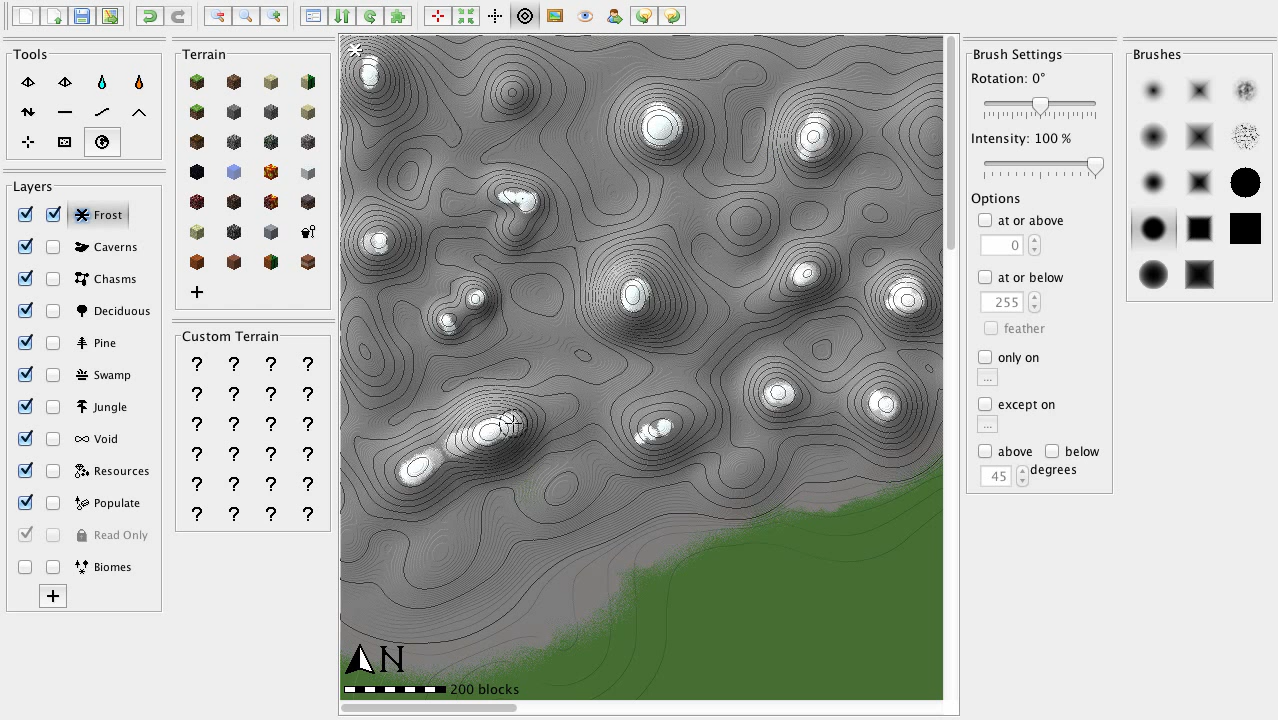 Tools
Layers
Frost
Caverns
Chasms
Deciduous
Pine
Swamp
Jungle
Void
Resources
Populate
Read Only
Biomes
+
Terrain
+
Custom Terrain
? ? ? ?
? ? ? ?
? ? ? ?
? ? ? ?
? ? ? ?
? ? ? ?
N
200 blocks
Brush Settings
Rotation: 0°
Intensity: 100 %
Options
at or above
0
at or below
255
feather
only on
...
except on
...
above below
45 degrees
Brushes